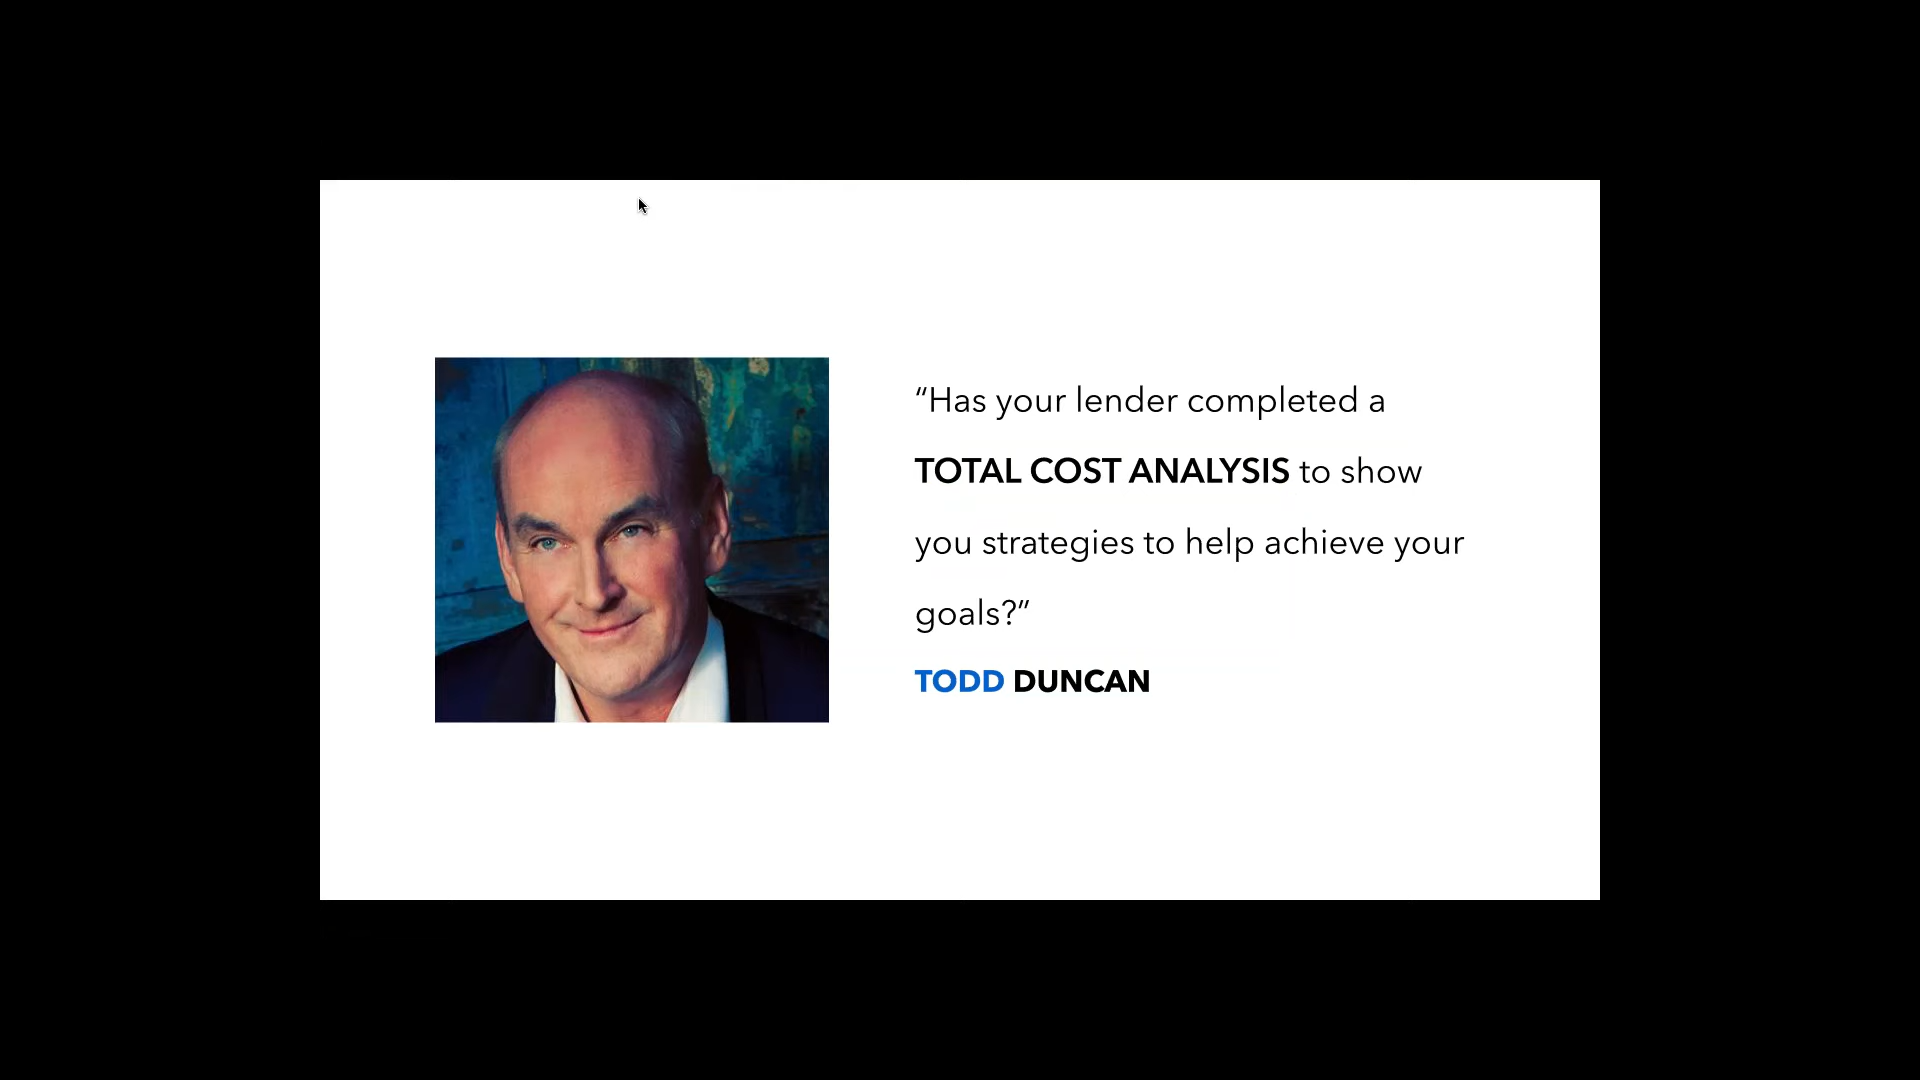 “Has your lender completed a
TOTAL COST ANALYSIS to show
you strategies to help achieve your
goals?”
TODD DUNCAN